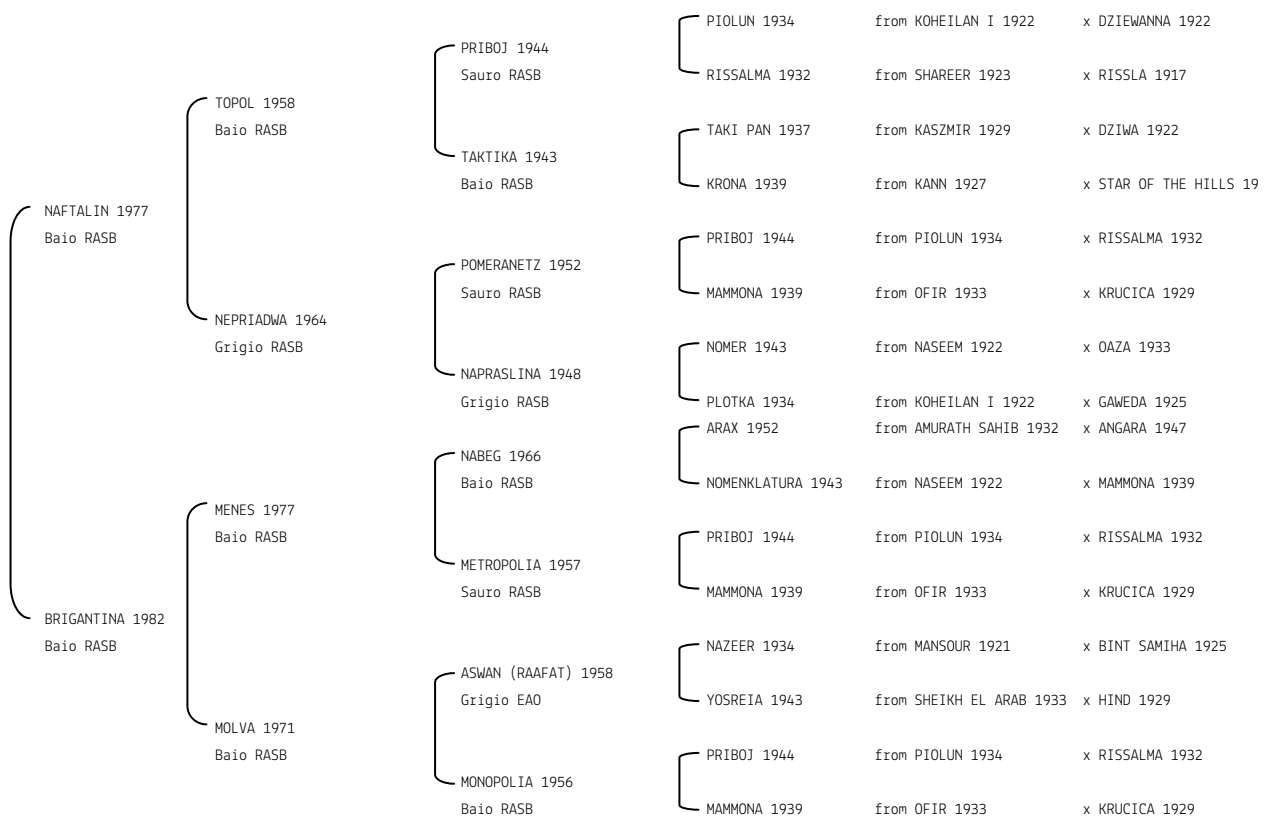 PIOLUN 1934 from KOHEILAN I 1922 x DZIEWANNA 1922
PRIBOJ 1944
Sauro RASB
RISSALMA 1932 from SHAREER 1923 x RISSLA 1917
TOPOL 1958
Baio RASB
TAKI PAN 1937 from KASZMIR 1929 x DZIWA 1922
TAKTIKA 1943
Baio RASB
KRONA 1939 from KANN 1927 x STAR OF THE HILLS 19
NAFTALIN 1977
Baio RASB
PRIBOJ 1944 from PIOLUN 1934 x RISSALMA 1932
POMERANETZ 1952
Sauro RASB
MAMMONA 1939 from OFIR 1933 x KRUCICA 1929
NEPRIADWA 1964
Grigio RASB
NOMER 1943 from NASEEM 1922 x OAZA 1933
NAPRASLINA 1948
Grigio RASB
PLOTKA 1934 from KOHEILAN I 1922 x GAWEDA 1925
ARAX 1952 from AMURATH SAHIB 1932 x ANGARA 1947
NABEG 1966
Baio RASB
NOMENKLATURA 1943 from NASEEM 1922 x MAMMONA 1939
MENES 1977
Baio RASB
PRIBOJ 1944 from PIOLUN 1934 x RISSALMA 1932
METROPOLIA 1957
Sauro RASB
MAMMONA 1939 from OFIR 1933 x KRUCICA 1929
BRIGANTINA 1982
Baio RASB
NAZEER 1934 from MANSOUR 1921 x BINT SAMIHA 1925
ASWAN (RAAFAT) 1958
Grigio EAO
YOSREIA 1943 from SHEIKH EL ARAB 1933 x HIND 1929
MOLVA 1971
Baio RASB
PRIBOJ 1944 from PIOLUN 1934 x RISSALMA 1932
MONOPOLIA 1956
Baio RASB
MAMMONA 1939 from OFIR 1933 x KRUCICA 1929